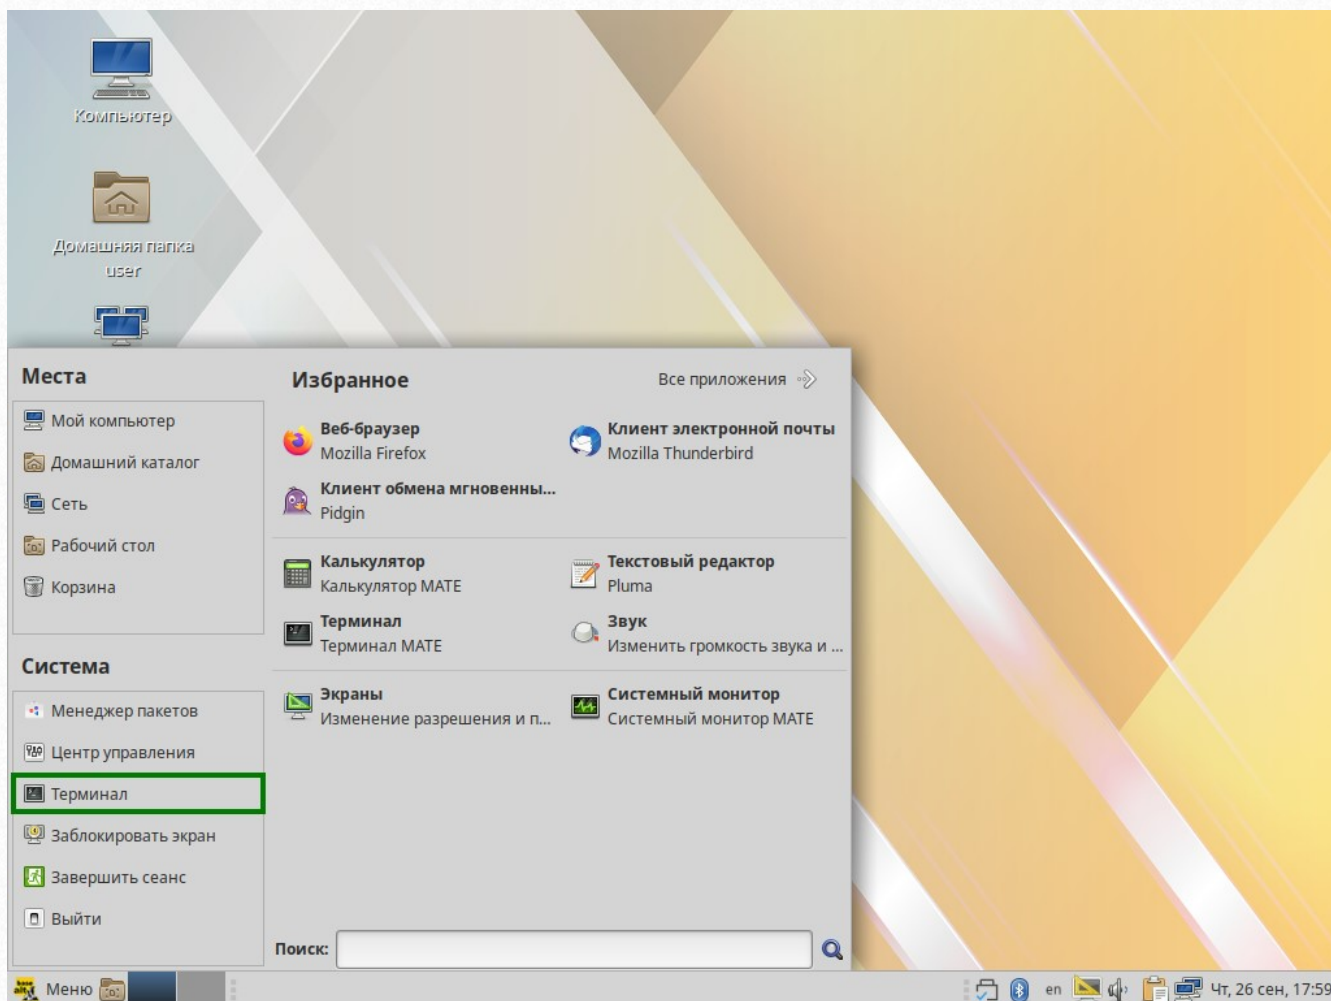 Компьютер
Домашняя папка
user
Места
Мой компьютер
Домашний каталог
Сеть
Рабочий стол
Корзина
Система
Менеджер пакетов
Центр управления
Терминал
Заблокировать экран
Завершить сеанс
Выйти
Избранное
Все приложения
Веб-браузер
Mozilla Firefox
Клиент электронной почты
Mozilla Thunderbird
Клиент обмена мгновенны...
Pidgin
Калькулятор
Калькулятор MATE
Текстовый редактор
Pluma
Терминал
Терминал MATE
Звук
Изменить громкость звука и ...
Экраны
Изменение разрешения и п...
Системный монитор
Системный монитор MATE
Поиск:
base
alt
Меню
en
Чт, 26 сен, 17:59